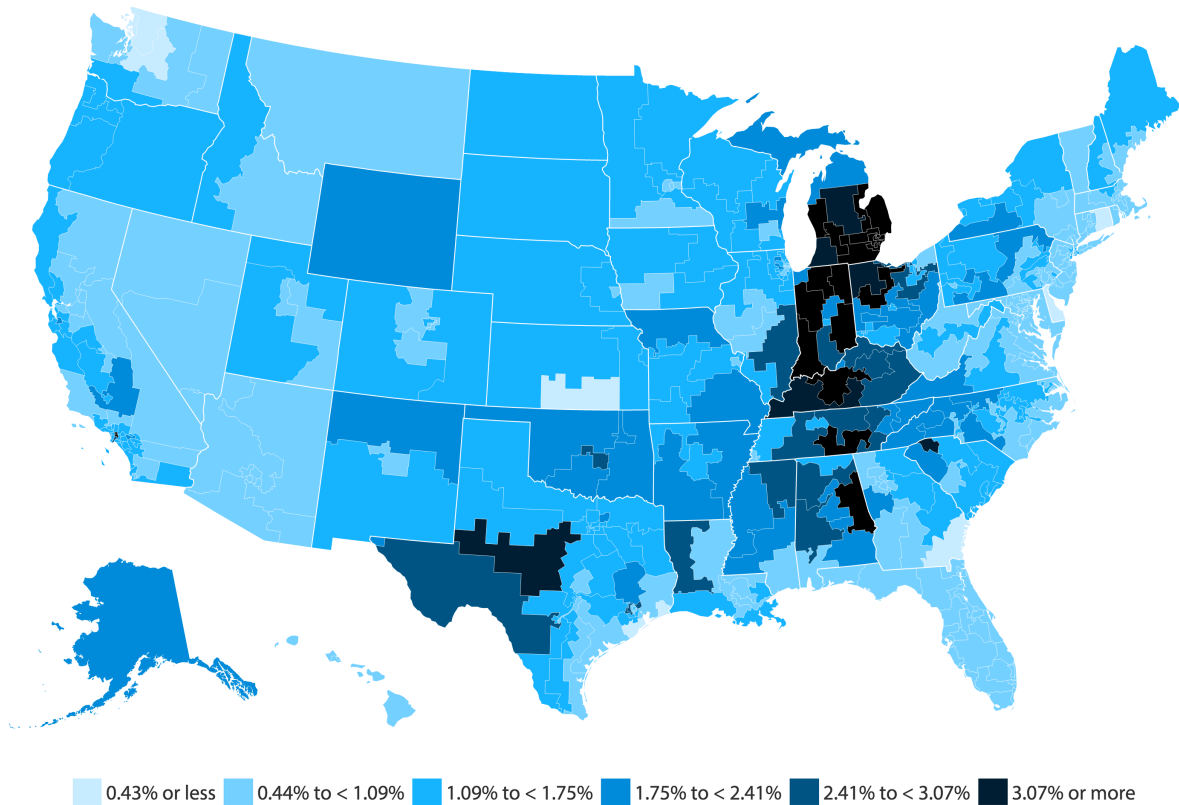 0.43% or less 0.44% to < 1.09% 1.09% to < 1.75% 1.75% to < 2.41% 2.41% to < 3.07% 3.07% or more